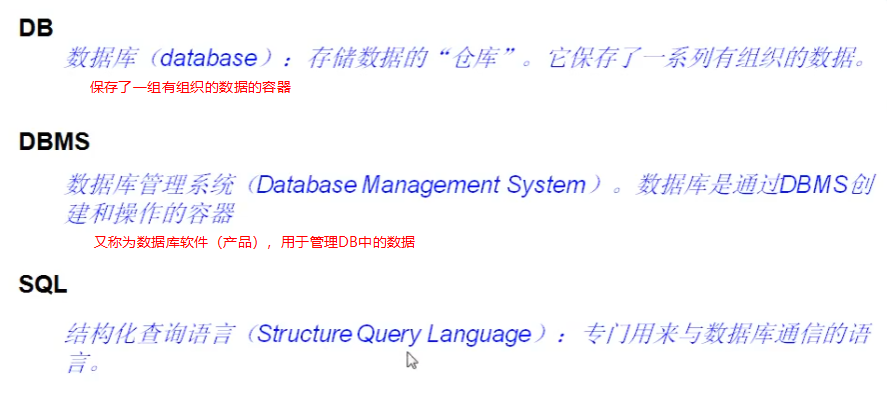 DB
数据库（database）：存储数据的“仓库”。它保存了一系列有组织的数据。
保存了一组有组织的数据的容器
DBMS
数据库管理系统（Database Management System）。数据库是通过DBMS创
建和操作的容器
又称为数据库软件（产品），用于管理DB中的数据
SQL
结构化查询语言（Structure Query Language）：专门用来与数据库通信的语
言。